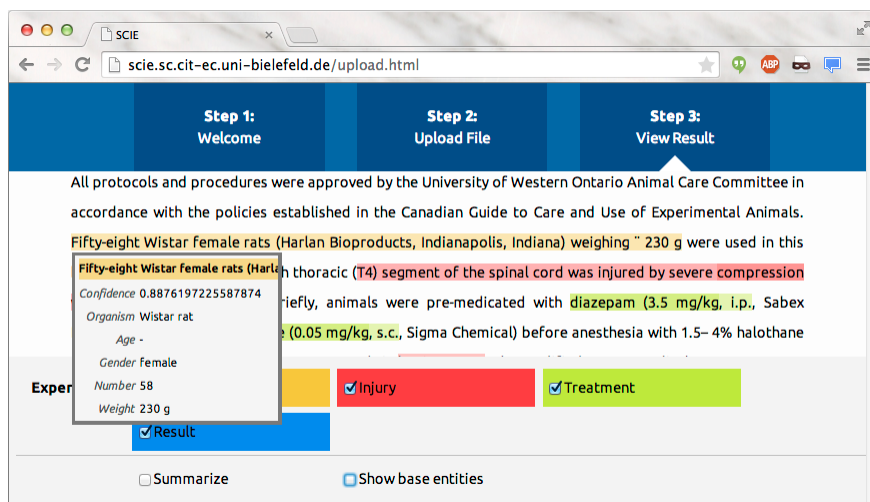 SCIE
scie.sc.cit-ec.uni-bielefeld.de/upload.html
ABP
Step 1:
Welcome
Step 2:
Upload File
Step 3:
View Result
All protocols and procedures were approved by the University of Western Ontario Animal Care Committee in
accordance with the policies established in the Canadian Guide to Care and Use of Experimental Animals.
Fifty-eight Wistar female rats (Harlan Bioproducts, Indianapolis, Indiana) weighing ¨ 230 g were used in this
h thoracic (T4) segment of the spinal cord was injured by severe compression
riefly, animals were pre-medicated with diazepam (3.5 mg/kg, i.p., Sabex
e (0.05 mg/kg, s.c., Sigma Chemical) before anesthesia with 1.5– 4% halothane
Fifty-eight Wistar female rats (Harla
Confidence 0.8876197225587874
Organism Wistar rat
Age -
Gender female
Number 58
Weight 230 g
Exper
Injury
Treatment
Result
Summarize
Show base entities